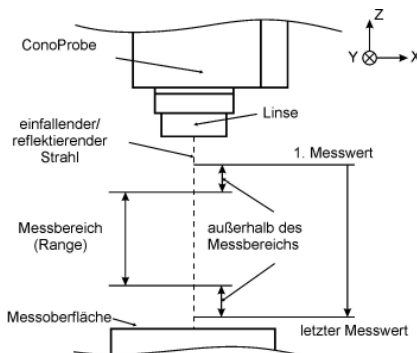 ConoProbe
Z
Y
X
Linse
einfallender/
reflektierender
Strahl
1. Messwert
Messbereich
(Range)
außerhalb des
Messbereichs
Messoberfläche
letzter Messwert